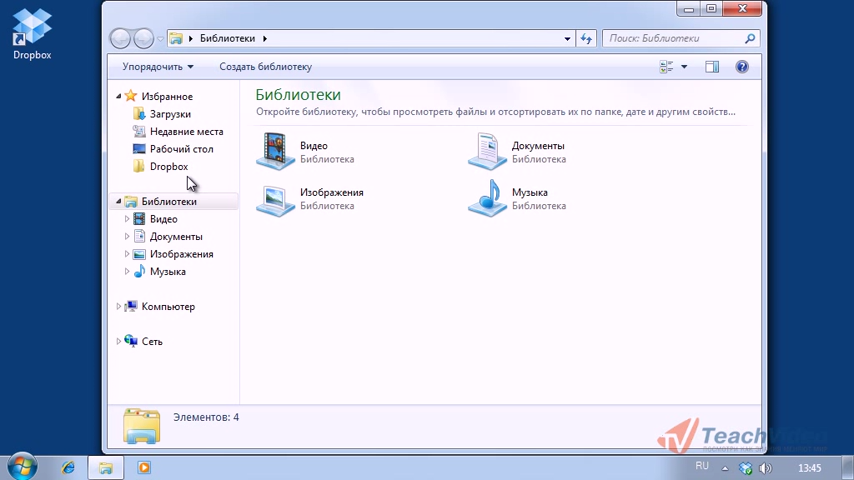 Dropbox
Библиотеки
Поиск: Библиотеки
Упорядочить
Создать библиотеку
Избранное
Загрузки
Недавние места
Рабочий стол
Dropbox
Библиотеки
Видео
Документы
Изображения
Музыка
Компьютер
Сеть
Библиотеки
Откройте библиотеку, чтобы просмотреть файлы и отсортировать их по папке, дате и другим свойств...
Видео
Библиотека
Документы
Библиотека
Изображения
Библиотека
Музыка
Библиотека
Элементов: 4
TeachVideo
RU
13:45